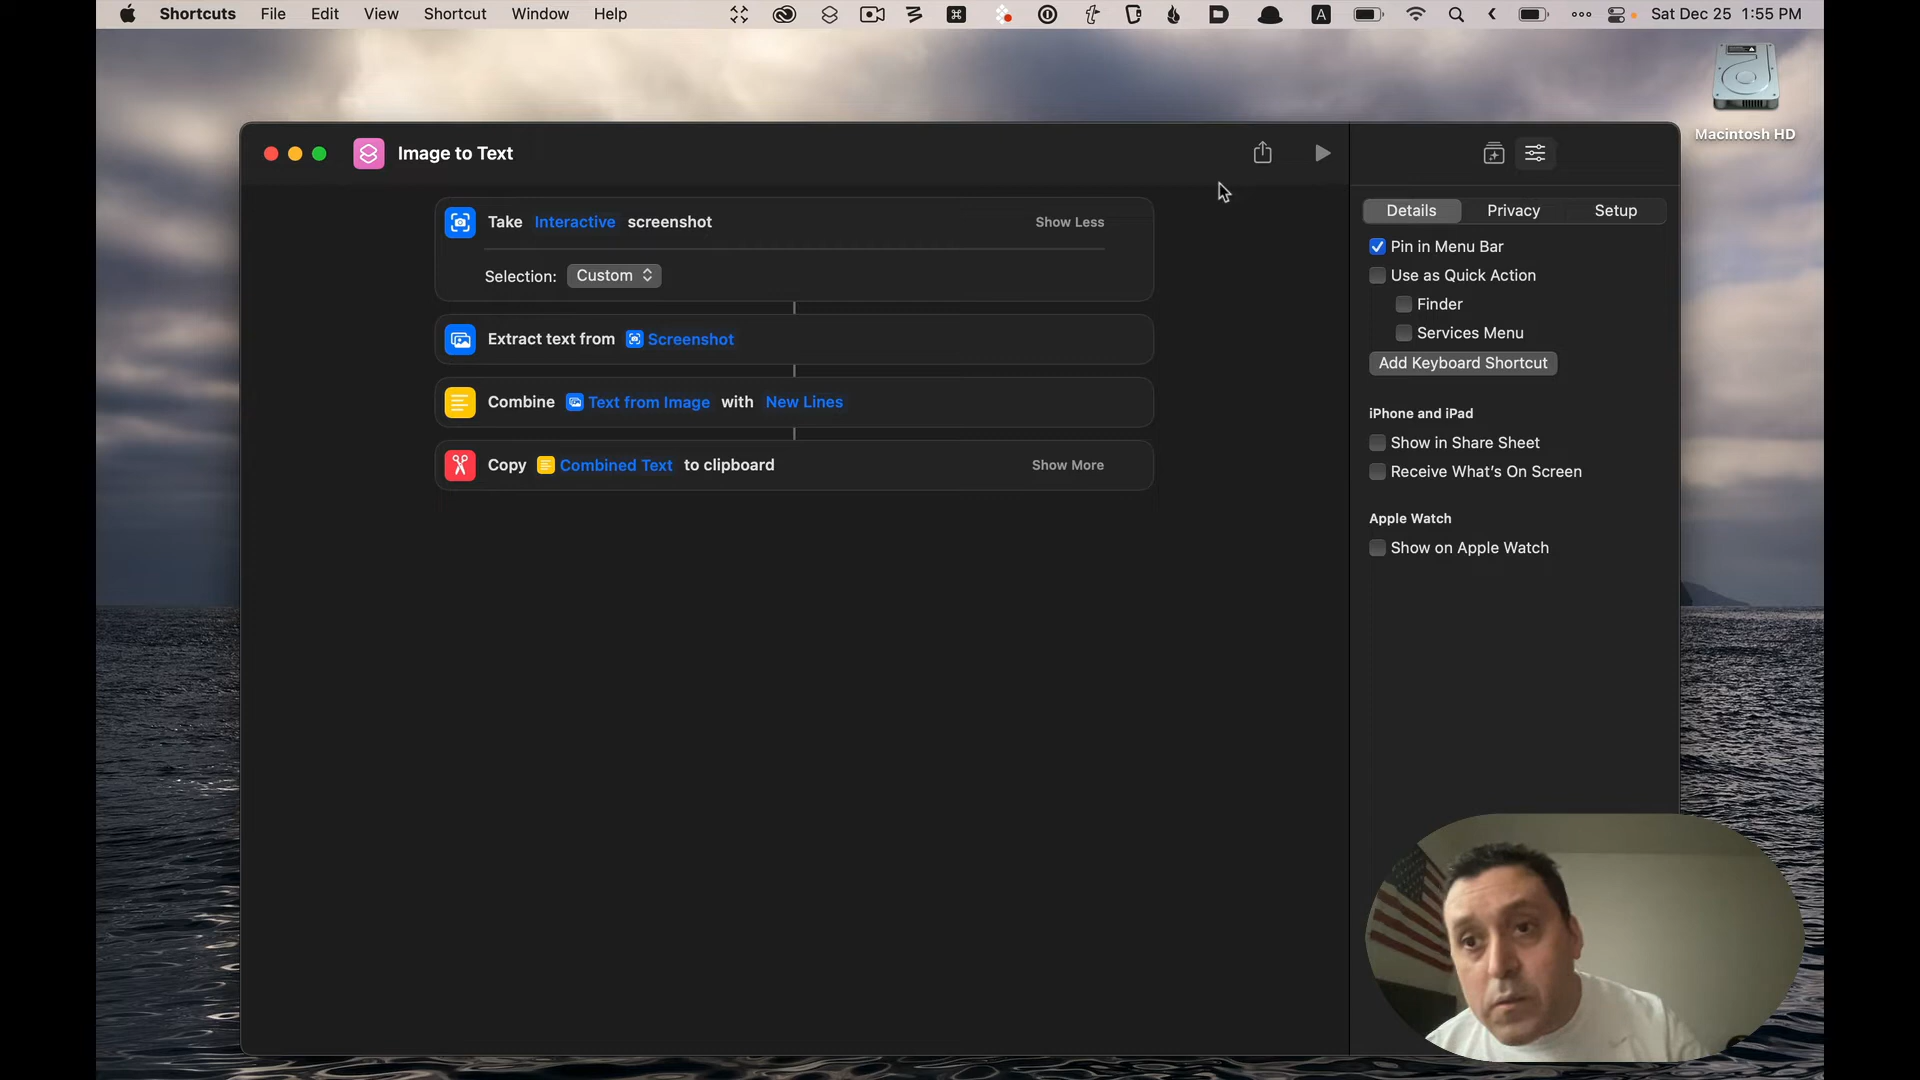 Shortcuts File Edit View Shortcut Window Help A Sat Dec 25 1:55 PM
Macintosh HD
Image to Text
Take Interactive screenshot Show Less
Selection: Custom
Extract text from Screenshot
Combine Text from Image with New Lines
Copy Combined Text to clipboard Show More
Details Privacy Setup
Pin in Menu Bar
Use as Quick Action
Finder
Services Menu
Add Keyboard Shortcut
iPhone and iPad
Show in Share Sheet
Receive What's On Screen
Apple Watch
Show on Apple Watch